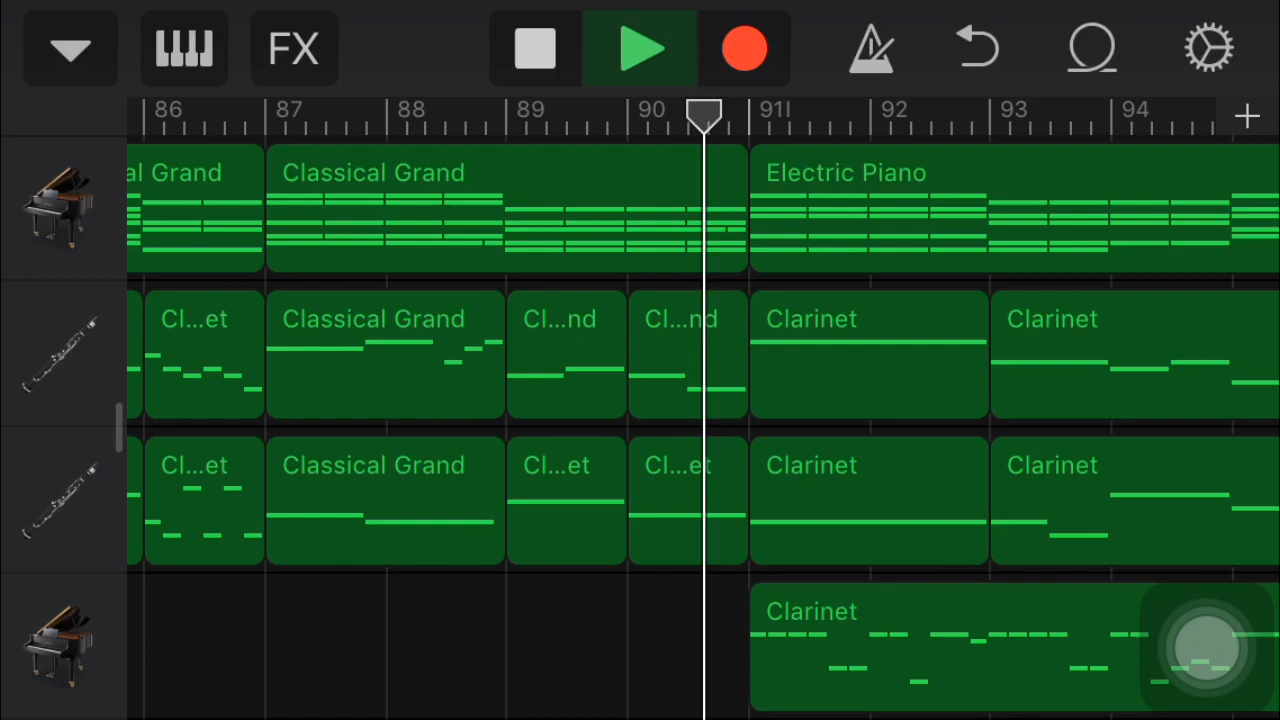 FX
86 87 88 89 90 91 92 93 94
al Grand Classical Grand Electric Piano
Cl...et Classical Grand Cl...nd Cl...nd Clarinet Clarinet
Cl...et Classical Grand Cl...et Cl...et Clarinet Clarinet
Clarinet